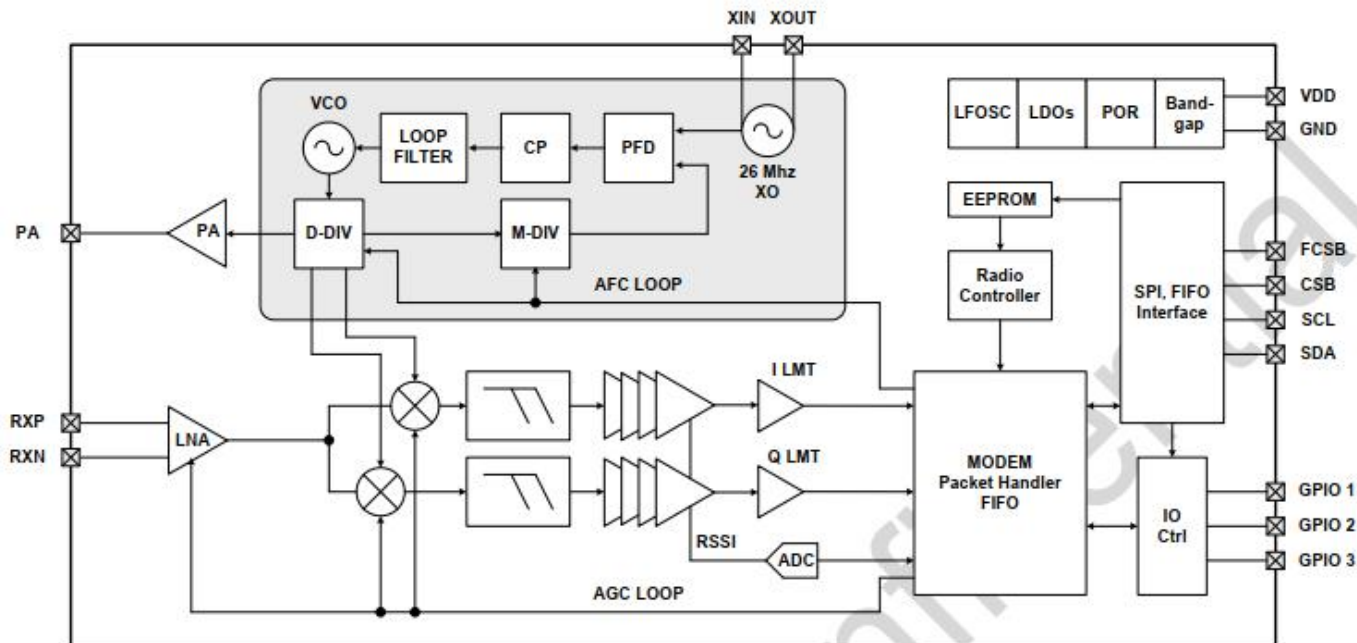 XIN XOUT
VCO
LOOP
FILTER
CP
PFD
26 Mhz
XO
LFOSC
LDOs
POR
Band-
gap
VDD
GND
PA
PA
D-DIV
M-DIV
AFC LOOP
EEPROM
Radio
Controller
SPI, FIFO
Interface
FCSB
CSB
SCL
SDA
RXP
RXN
LNA
I LMT
Q LMT
RSSI
ADC
AGC LOOP
MODEM
Packet Handler
FIFO
IO
Ctrl
GPIO 1
GPIO 2
GPIO 3